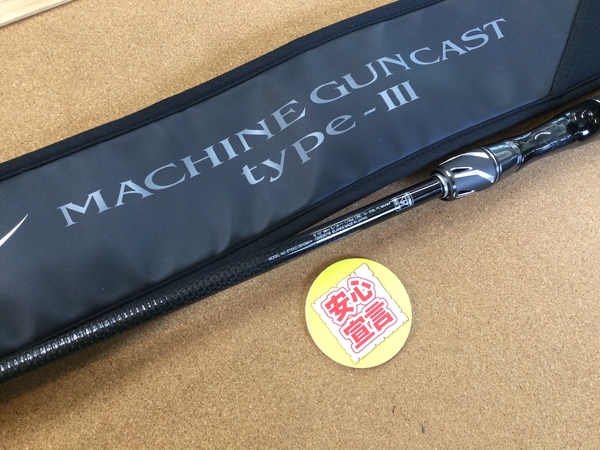 MACHINE GUNCAST
type-III
安心
宣言